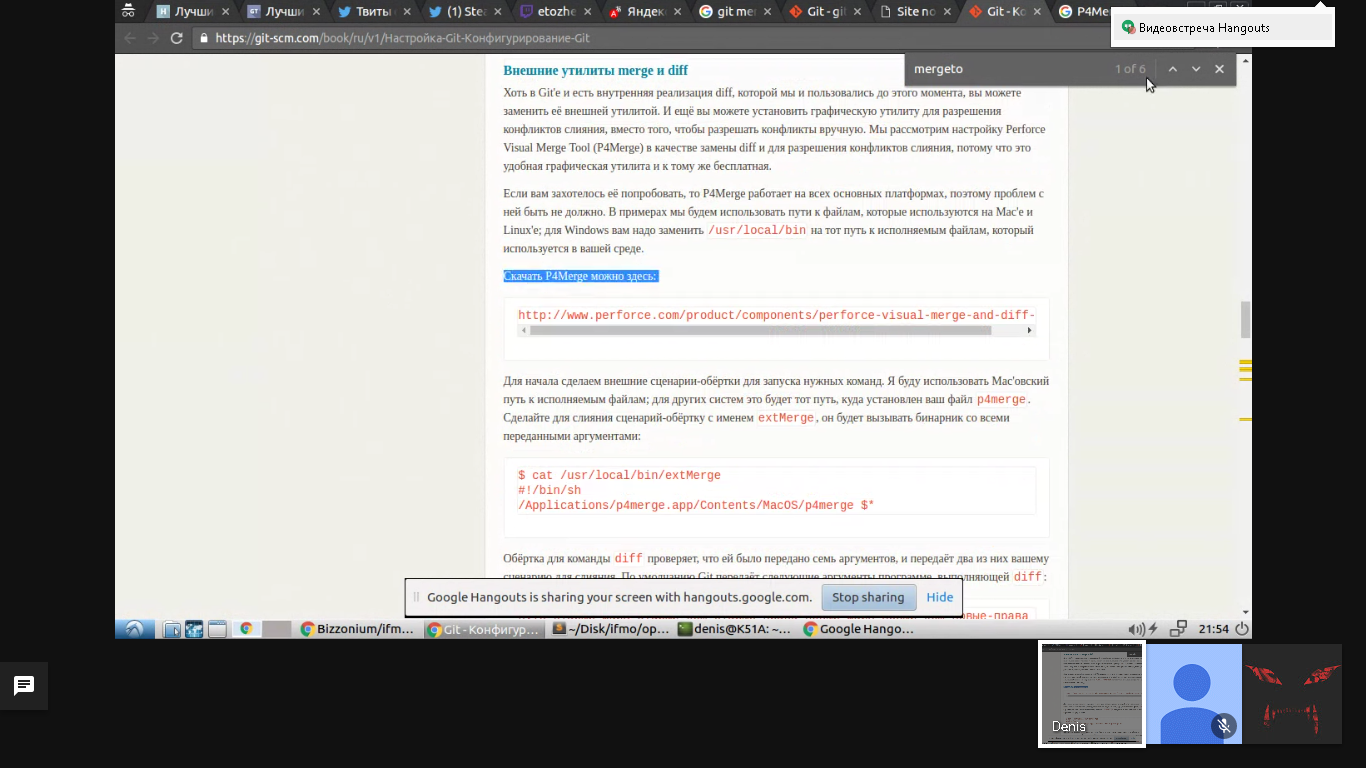 Лучши
Лучши
Твиты
(1) Stea
etozhe
Яндекс
git me
Git - git
Site no
Git - Ко
P4Me
Видеовстреча Hangouts
https://git-scm.com/book/ru/v1/Настройка-Git-Конфигурирование-Git
mergeto
1 of 6
Внешние утилиты merge и diff
Хоть в Git'е и есть внутренняя реализация diff, которой мы и пользовались до этого момента, вы можете
заменить её внешней утилитой. И ещё вы можете установить графическую утилиту для разрешения
конфликтов слияния, вместо того, чтобы разрешать конфликты вручную. Мы рассмотрим настройку Perforce
Visual Merge Tool (P4Merge) в качестве замены diff и для разрешения конфликтов слияния, потому что это
удобная графическая утилита и к тому же бесплатная.
Если вам захотелось её попробовать, то P4Merge работает на всех основных платформах, поэтому проблем с
ней быть не должно. В примерах мы будем использовать пути к файлам, которые используются на Mac'е и
Linux'е; для Windows вам надо заменить /usr/local/bin на тот путь к исполняемым файлам, который
используется в вашей среде.
Скачать P4Merge можно здесь:
http://www.perforce.com/product/components/perforce-visual-merge-and-diff-
Для начала сделаем внешние сценарии-обёртки для запуска нужных команд. Я буду использовать Mac'овский
путь к исполняемым файлам; для других систем это будет тот путь, куда установлен ваш файл p4merge.
Сделайте для слияния сценарий-обёртку с именем extMerge, он будет вызывать бинарник со всеми
переданными аргументами:
$ cat /usr/local/bin/extMerge
#!/bin/sh
/Applications/p4merge.app/Contents/MacOS/p4merge $*
Обёртка для команды diff проверяет, что ей было передано семь аргументов, и передаёт два из них вашему
сценарию для слияния. По умолчанию Git передаёт следующие аргументы программе, выполняющей diff:
Google Hangouts is sharing your screen with hangouts.google.com.
Stop sharing
Hide
овые-права
Bizzonium/ifm...
Git - Конфигур...
~/Disk/ifmo/op...
denis@K51A: ~...
Google Hango...
21:54
Denis